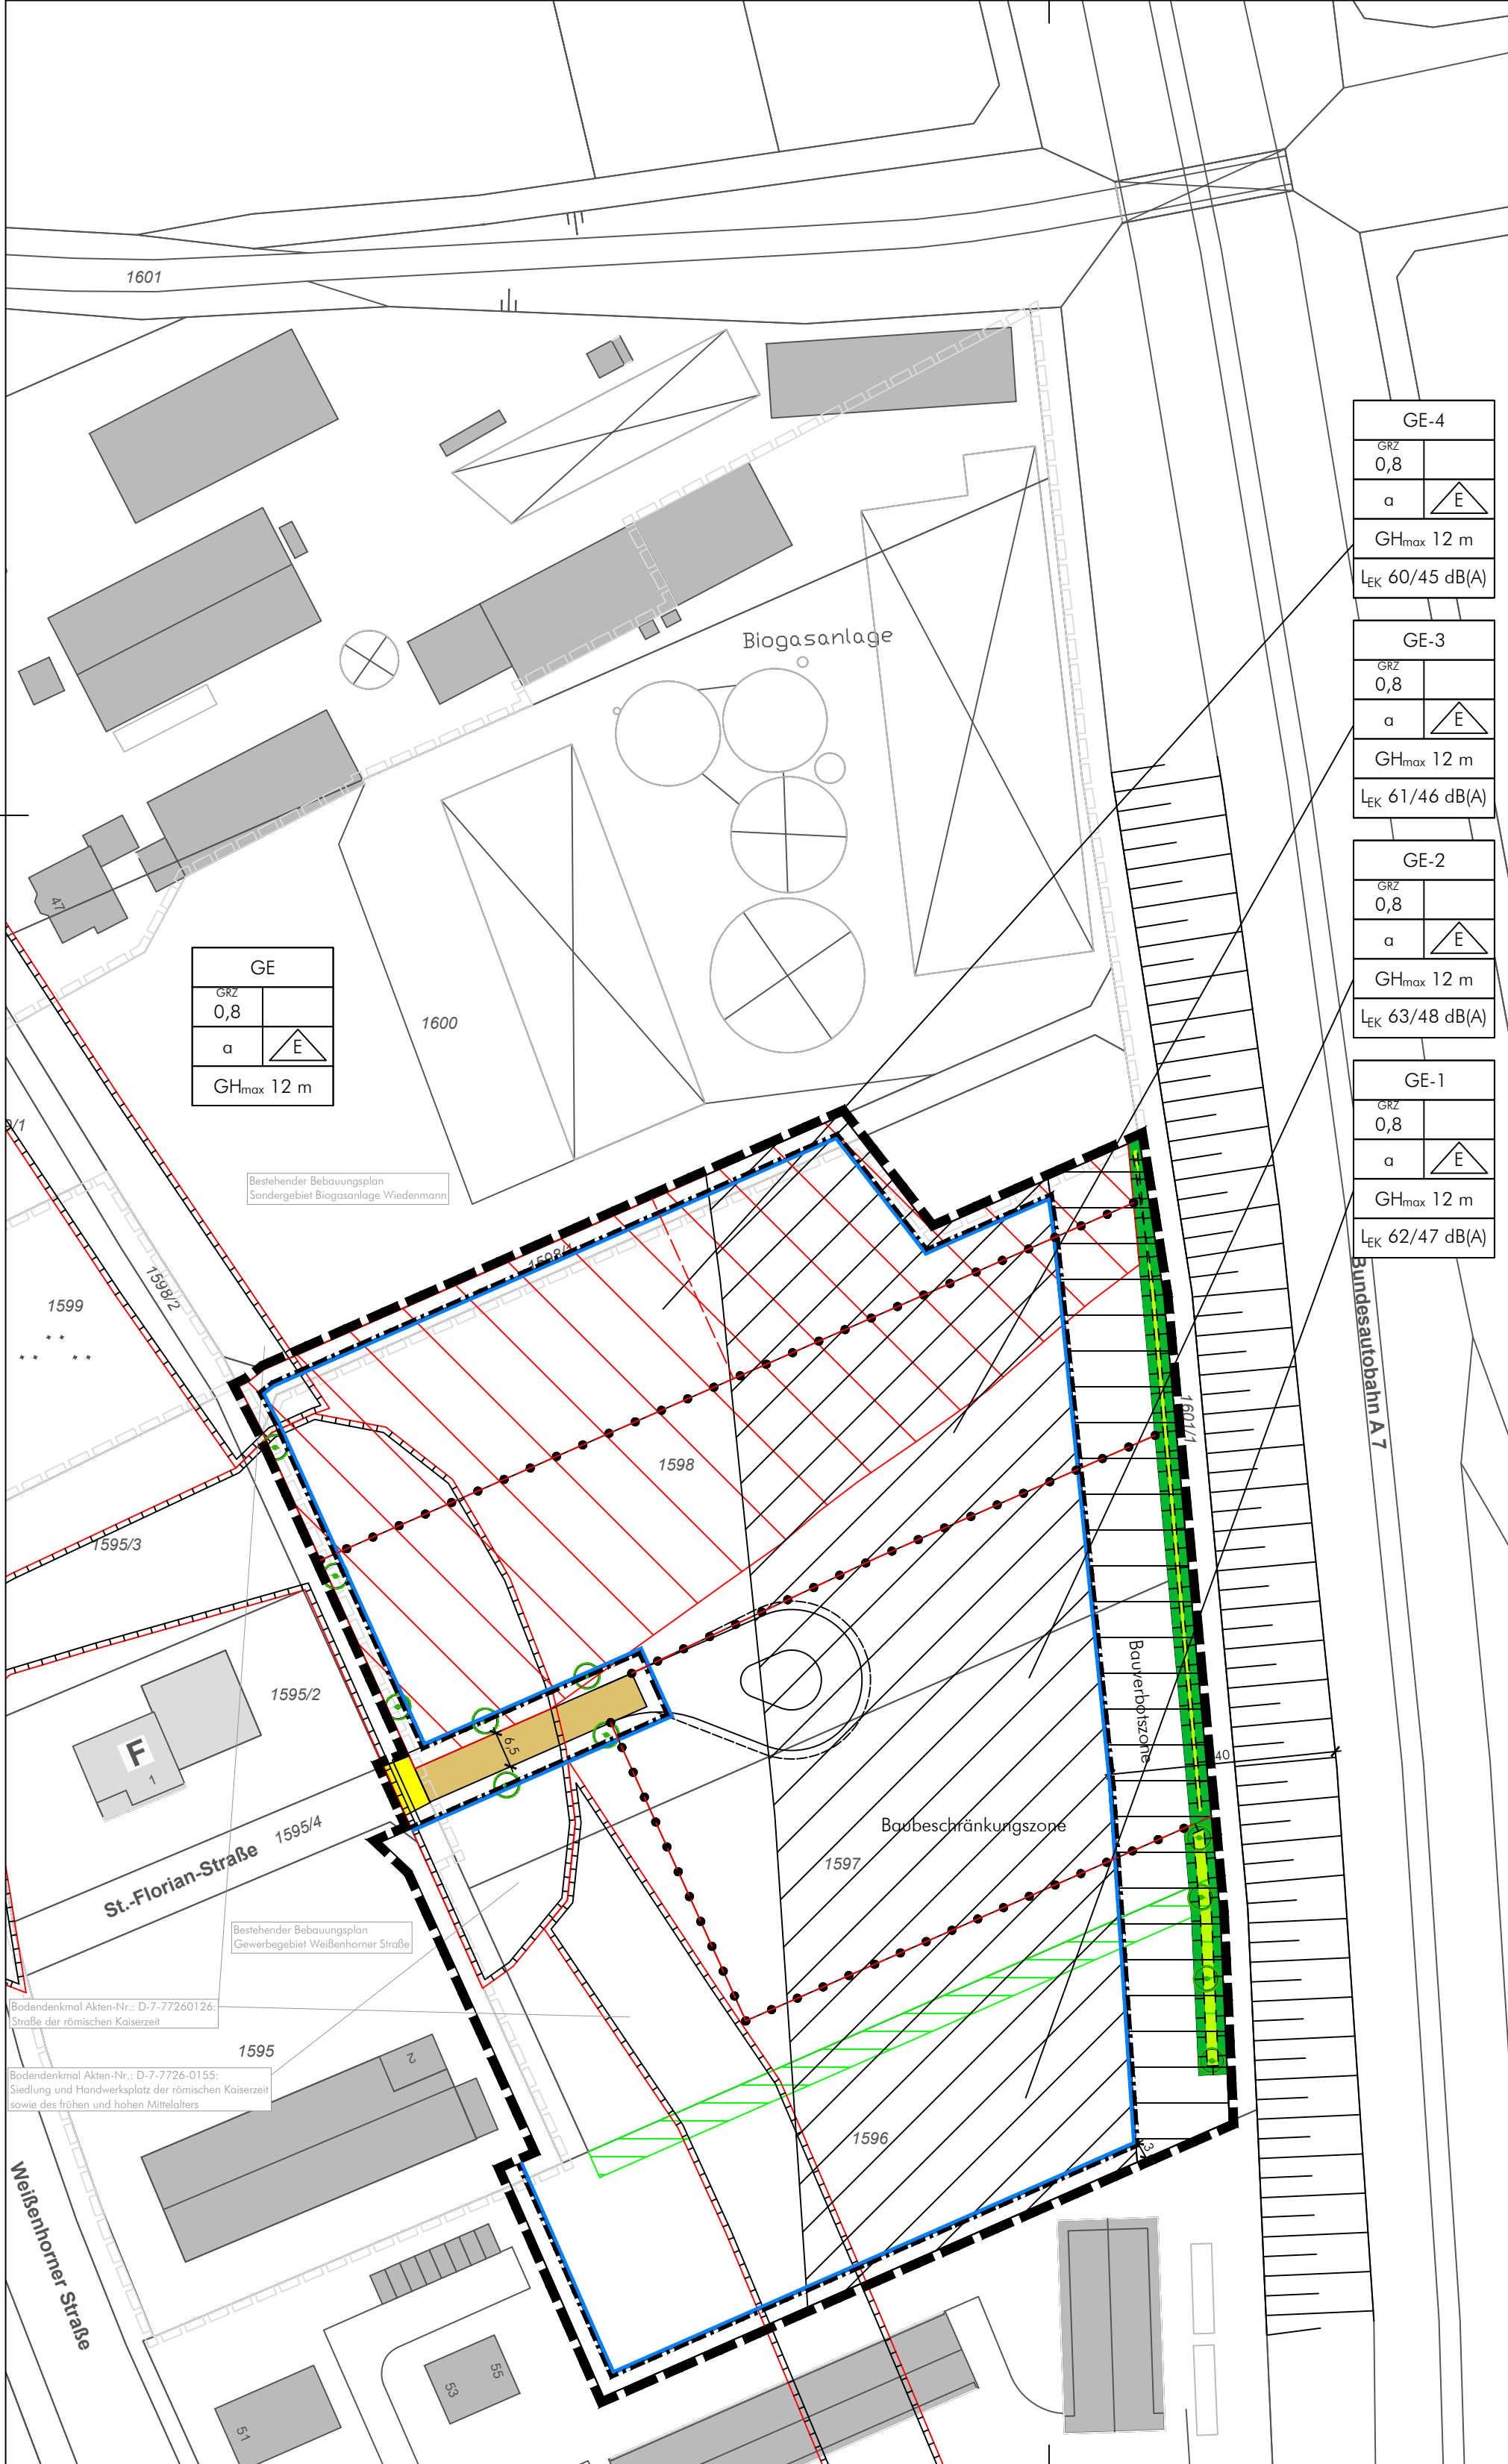 1601
GE-4
GRZ
0,8
a E
GHmax 12 m
LEK 60/45 dB(A)
GE-3
GRZ
0,8
a E
GHmax 12 m
LEK 61/46 dB(A)
GE-2
GRZ
0,8
a E
GHmax 12 m
LEK 63/48 dB(A)
GE-1
GRZ
0,8
a E
GHmax 12 m
LEK 62/47 dB(A)
Biogasanlage
47
GE
GRZ
0,8
a E
GHmax 12 m
1600
Bestehender Bebauungsplan
Sondergebiet Biogasanlage Wiedenmann
1598/1
1598/2
1599
Bundesautobahn A 7
1601/1
1598
1595/3
1595/2
F
1
6,5
Bauverbotszone
40
St.-Florian-Straße
1595/4
Baubeschränkungszone
1597
Bestehender Bebauungsplan
Gewerbegebiet Weißenhorner Straße
Bodendenkmal Akten-Nr.: D-7-77260126:
Straße der römischen Kaiserzeit
1595
2
Bodendenkmal Akten-Nr.: D-7-7726-0155:
Siedlung und Handwerksplatz der römischen Kaiserzeit
sowie des frühen und hohen Mittelalters
1596
3
Weißenhorner Straße
53
55
51